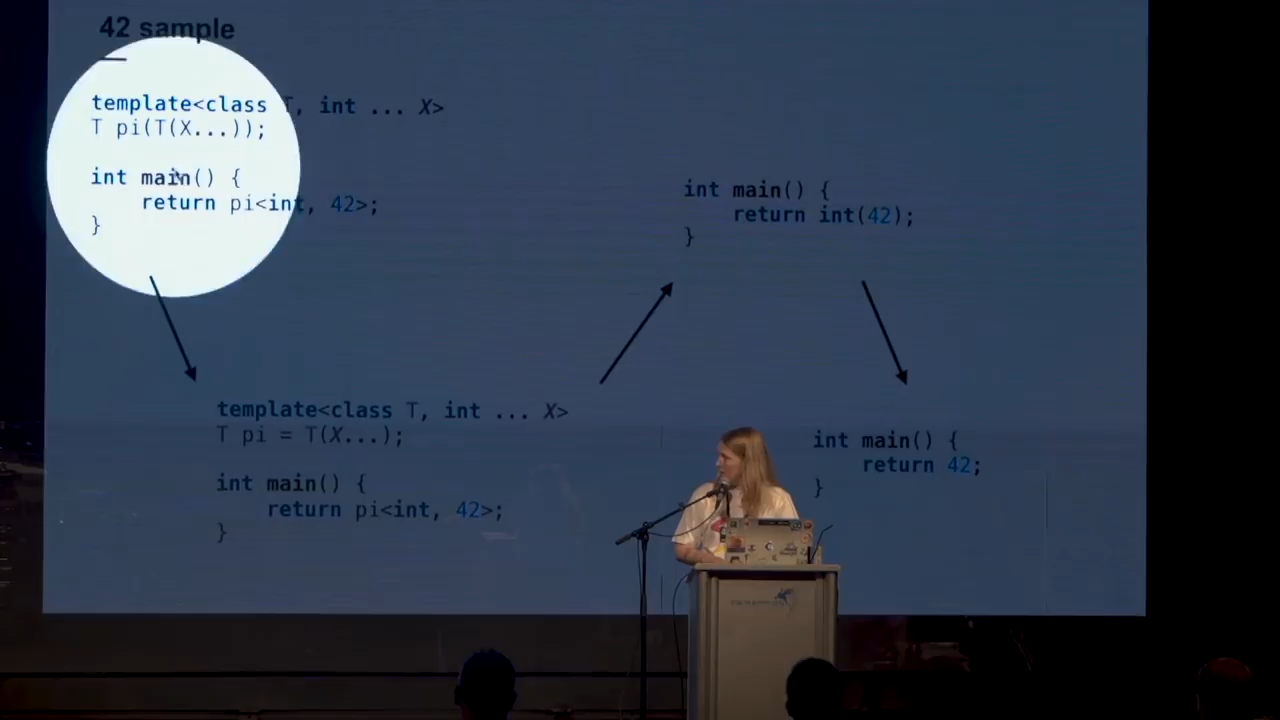 42 sample
template<class T, int ... X>
T pi(T(X...));
int main() {
    return pi<int, 42>;
}
template<class T, int ... X>
T pi = T(X...);
int main() {
    return pi<int, 42>;
}
int main() {
    return int(42);
}
int main() {
    return 42;
}